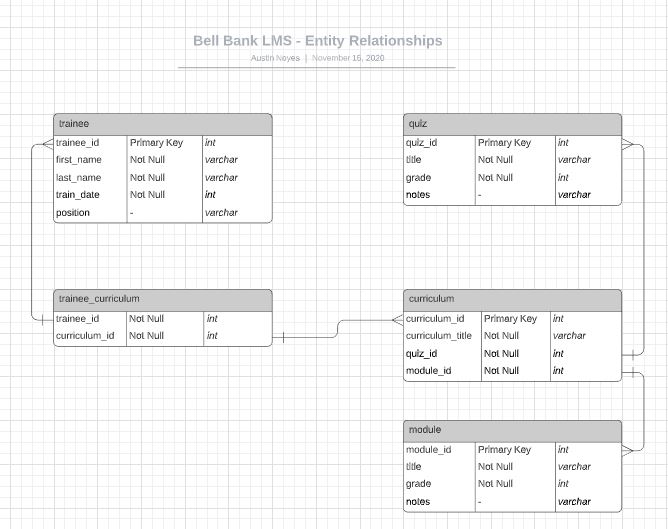 Bell Bank LMS - Entity Relationships
Austin Noyes | November 16, 2020
trainee
trainee_id Primary Key int
first_name Not Null varchar
last_name Not Null varchar
train_date Not Null int
position - varchar
quiz
quiz_id Primary Key int
title Not Null varchar
grade Not Null int
notes - varchar
trainee_curriculum
trainee_id Not Null int
curriculum_id Not Null int
curriculum
curriculum_id Primary Key int
curriculum_title Not Null varchar
quiz_id Not Null int
module_id Not Null int
module
module_id Primary Key int
title Not Null varchar
grade Not Null int
notes - varchar